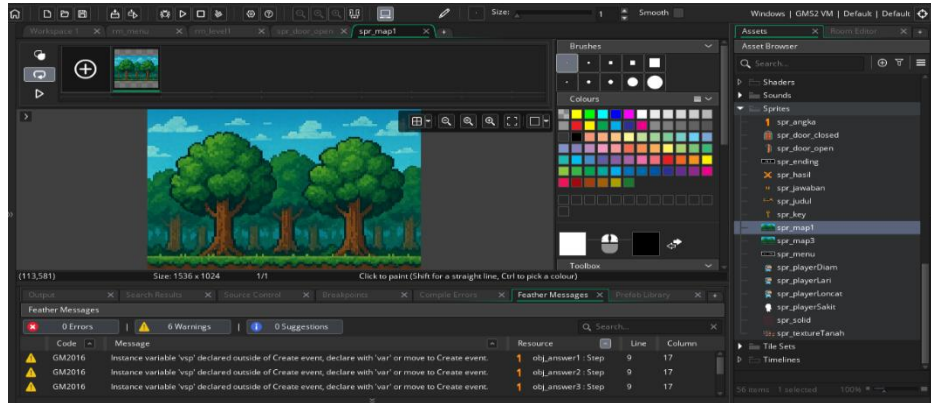 Size:
1
Smooth
Windows | GMS2 VM | Default | Default
Workspace 1
rm_menu
rm_level1
spr_door_open
spr_map1
Assets
Room Editor
Asset Browser
Search...
Shaders
Sounds
Sprites
spr_angka
spr_door_closed
spr_door_open
spr_ending
spr_hasil
spr_jawaban
spr_judul
spr_key
spr_map1
spr_map3
spr_menu
spr_playerDiam
spr_playerLari
spr_playerLoncat
spr_playerSakit
spr_solid
spr_textureTanah
Tile Sets
Timelines
56 items
1 selected
100%
Brushes
Colours
Toolbox
(113,581)
Size: 1536 x 1024
1/1
Click to paint (Shift for a straight line, Ctrl to pick a colour)
Output
Search Results
Source Control
Breakpoints
Compile Errors
Feather Messages
Prefab Library
Feather Messages
0 Errors
6 Warnings
0 Suggestions
Search...
Code
Message
Resource
Line
Column
GM2016 Instance variable 'vsp' declared outside of Create event, declare with 'var' or move to Create event. obj_answer1 : Step 9 17
GM2016 Instance variable 'vsp' declared outside of Create event, declare with 'var' or move to Create event. obj_answer2 : Step 9 17
GM2016 Instance variable 'vsp' declared outside of Create event, declare with 'var' or move to Create event. obj_answer3 : Step 9 17